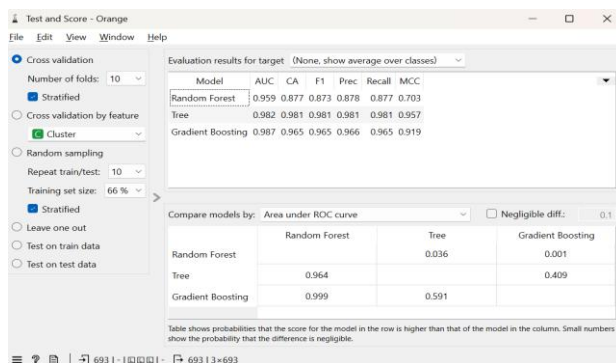 Test and Score - Orange
File Edit View Window Help
Cross validation
Number of folds: 10
Stratified
Cross validation by feature
C Cluster
Random sampling
Repeat train/test: 10
Training set size: 66 %
Stratified
Leave one out
Test on train data
Test on test data
Evaluation results for target (None, show average over classes)
Model AUC CA F1 Prec Recall MCC
Random Forest 0.959 0.877 0.873 0.878 0.877 0.703
Tree 0.982 0.981 0.981 0.981 0.981 0.957
Gradient Boosting 0.987 0.965 0.965 0.966 0.965 0.919
Compare models by: Area under ROC curve Negligible diff.: 0.1
Random Forest Tree Gradient Boosting
Random Forest 0.036 0.001
Tree 0.964 0.409
Gradient Boosting 0.999 0.591
Table shows probabilities that the score for the model in the row is higher than that of the model in the column. Small numbers
show the probability that the difference is negligible.
693 | - | 693 | 3×693